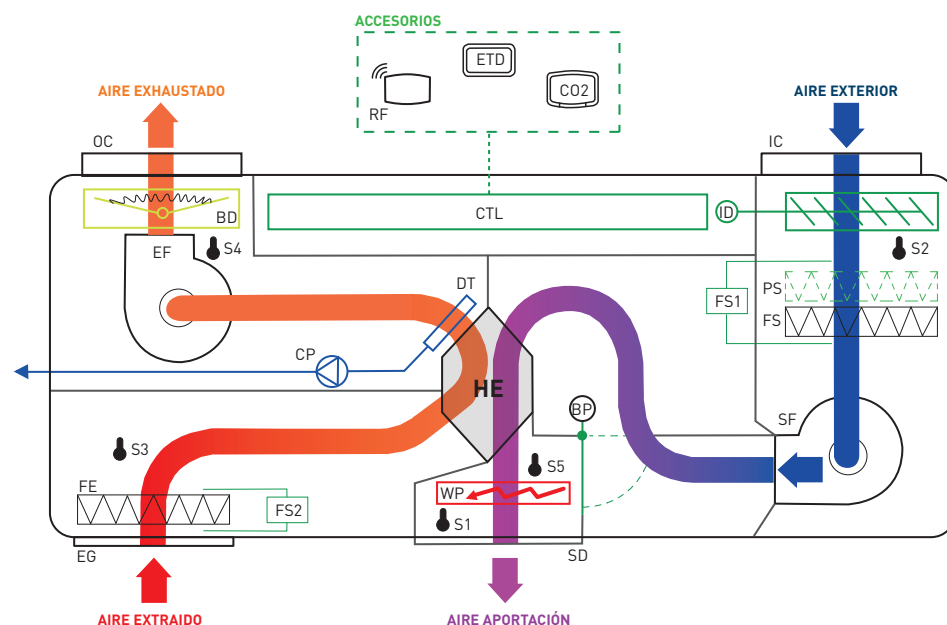 ACCESORIOS
ETD
CO2
RF
AIRE EXHAUSTADO
AIRE EXTERIOR
OC
IC
BD
CTL
ID
EF
S4
S2
DT
PS
FS1
FS
CP
HE
BP
SF
S3
S5
FE
WP
FS2
S1
EG
SD
AIRE EXTRAIDO
AIRE APORTACIÓN